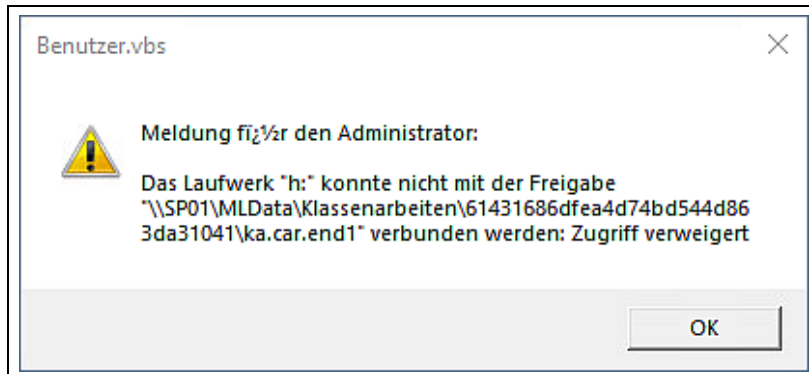 Benutzer.vbs
Meldung fï¿½r den Administrator:
Das Laufwerk "h:" konnte nicht mit der Freigabe
"\\SP01\MLData\Klassenarbeiten\61431686dfea4d74bd544d86
3da31041\ka.car.end1" verbunden werden: Zugriff verweigert
OK